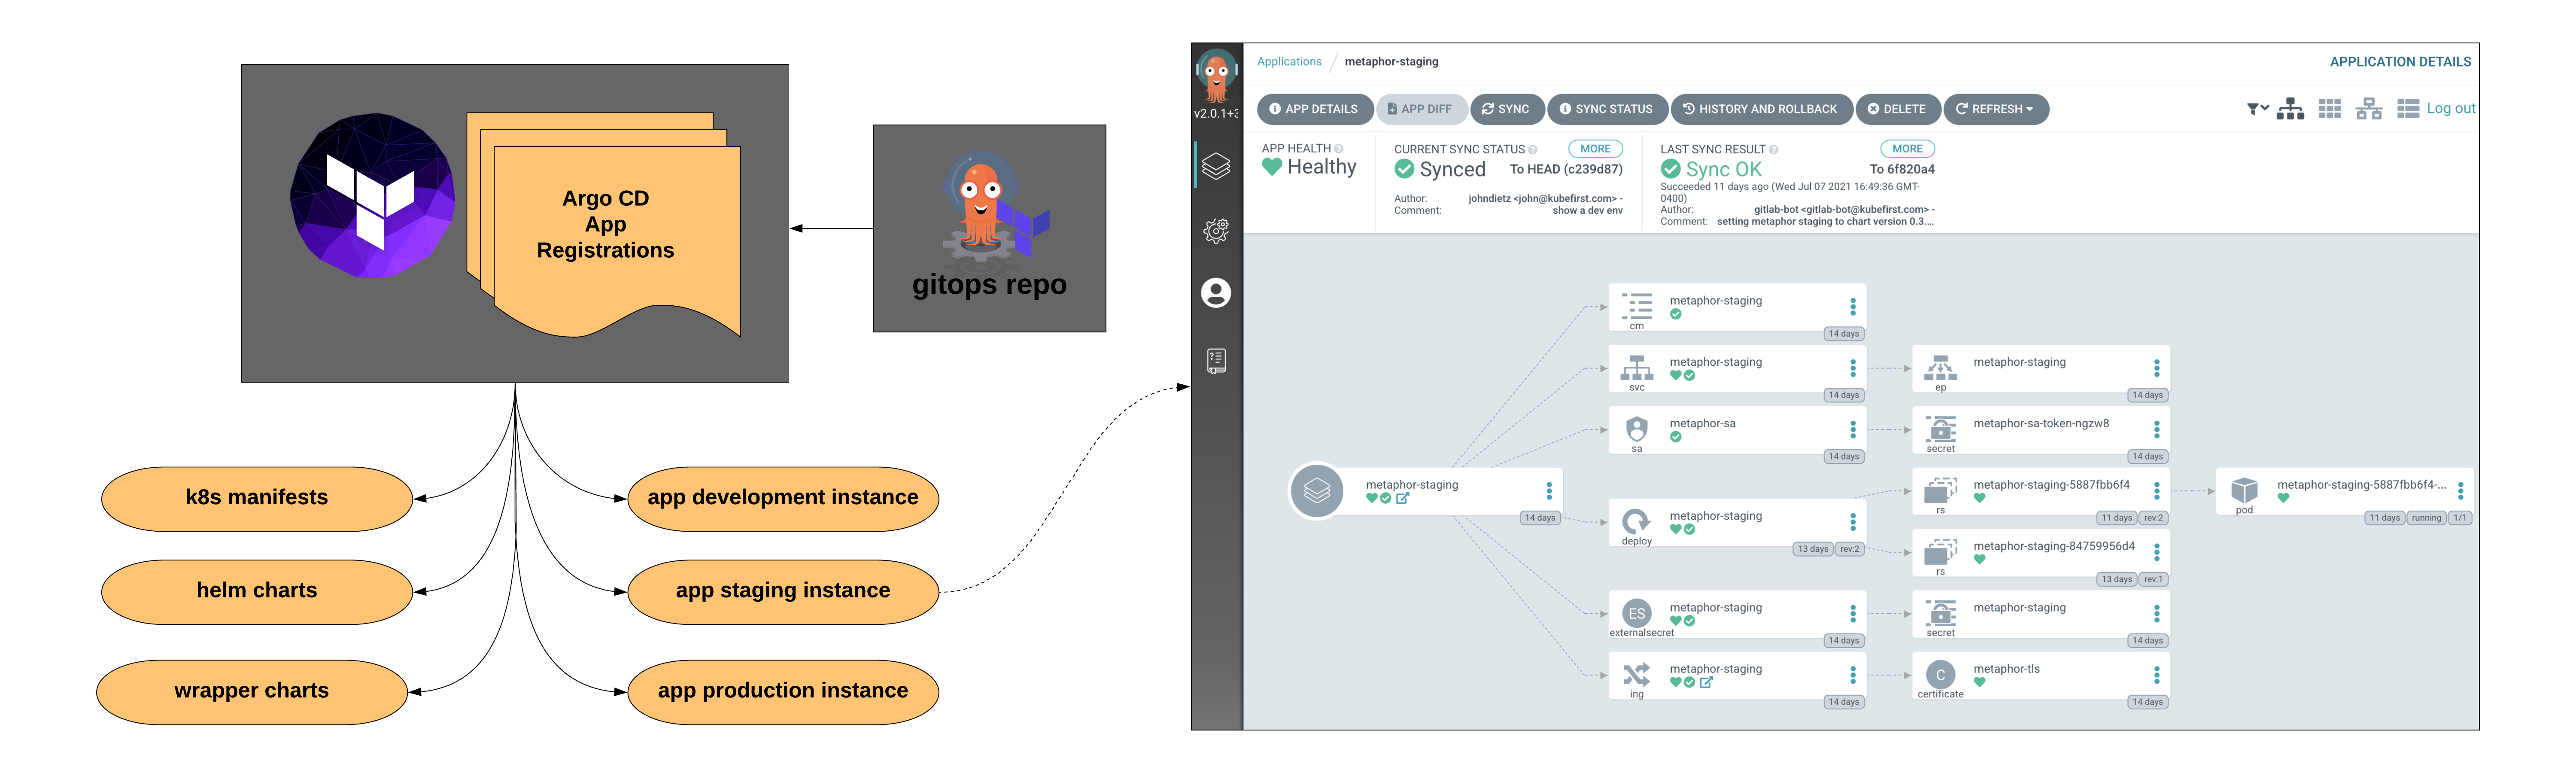 Argo CD
App
Registrations
gitops repo
k8s manifests
app development instance
helm charts
app staging instance
wrapper charts
app production instance
v2.0.1+3
Applications / metaphor-staging
APPLICATION DETAILS
APP DETAILS
APP DIFF
SYNC
SYNC STATUS
HISTORY AND ROLLBACK
DELETE
REFRESH
Log out
APP HEALTH
Healthy
CURRENT SYNC STATUS
MORE
Synced
To HEAD (c239d87)
Author: johndietz <john@kubefirst.com> -
Comment: show a dev env
LAST SYNC RESULT
MORE
Sync OK
To 6f820a4
Succeeded 11 days ago (Wed Jul 07 2021 16:49:36 GMT-
0400)
Author: gitlab-bot <gitlab-bot@kubefirst.com> -
Comment: setting metaphor staging to chart version 0.3....
metaphor-staging
14 days
metaphor-staging
cm
14 days
metaphor-staging
svc
14 days
metaphor-staging
ep
14 days
metaphor-sa
sa
14 days
metaphor-sa-token-ngzw8
secret
14 days
metaphor-staging
deploy
13 days rev:2
metaphor-staging-5887fbb6f4
rs
11 days rev:2
metaphor-staging-5887fbb6f4-...
pod
11 days running 1/1
metaphor-staging-84759956d4
rs
13 days rev:1
ES
metaphor-staging
externalsecret
14 days
metaphor-staging
secret
14 days
metaphor-staging
ing
14 days
C
metaphor-tls
certificate
14 days